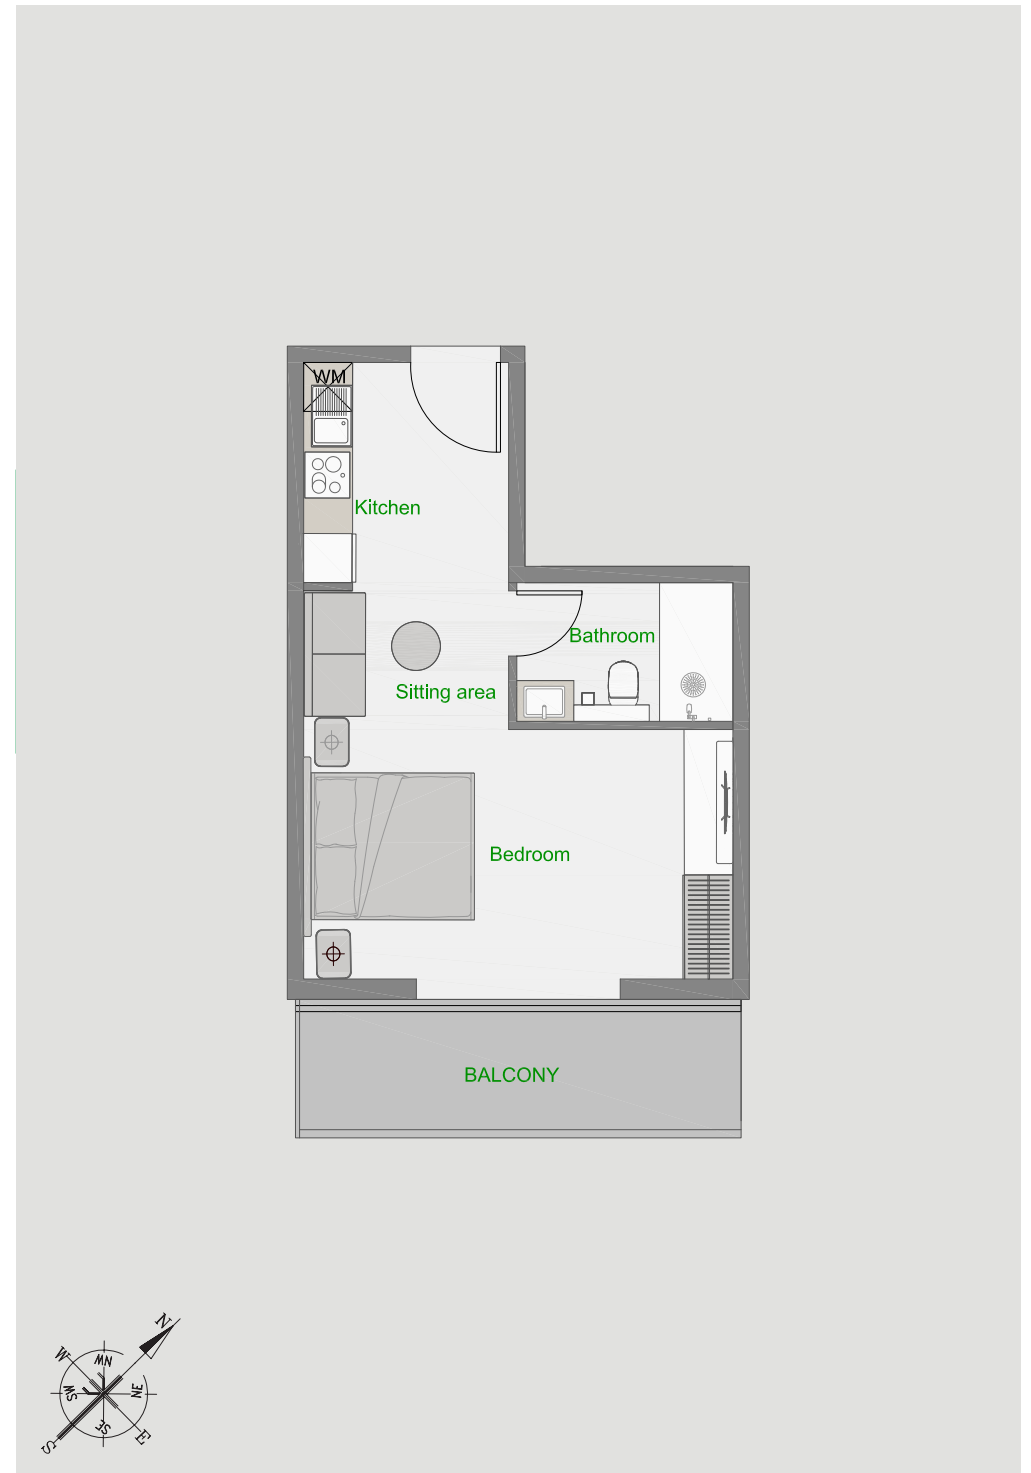 WM
Kitchen
Bathroom
Sitting area
Bedroom
BALCONY
N
W
NW
SW
NE
SE
S
E